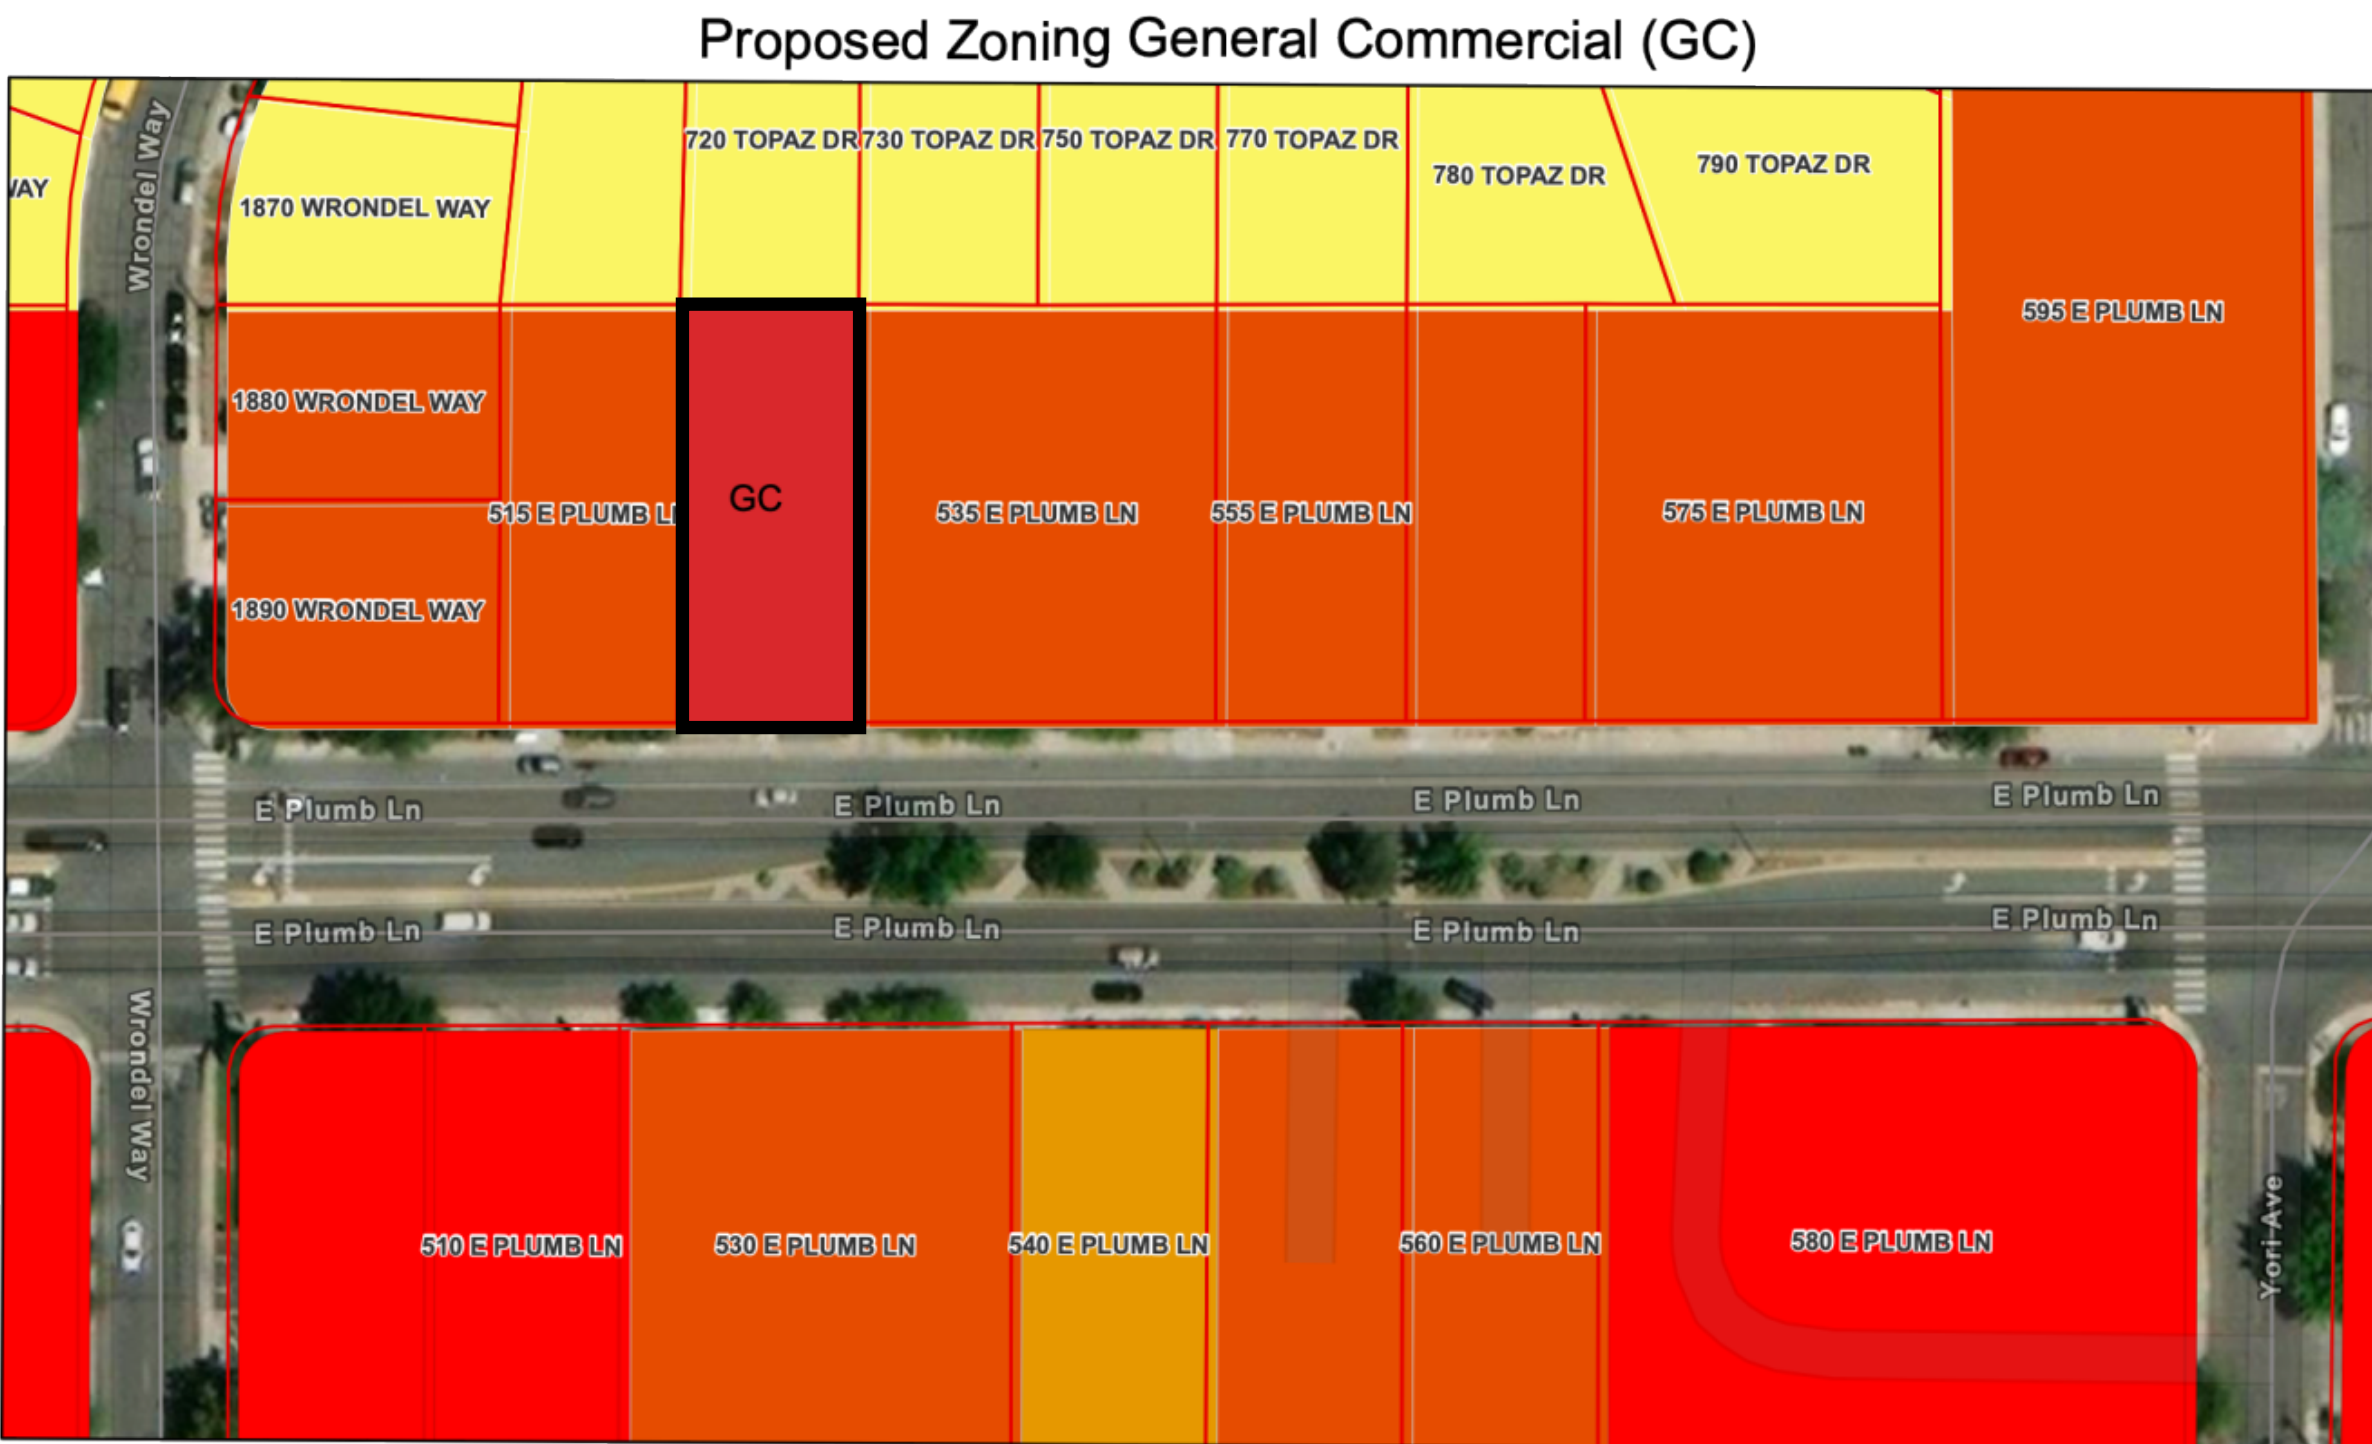 Proposed Zoning General Commercial (GC)
Wrondel Way
720 TOPAZ DR
730 TOPAZ DR
750 TOPAZ DR
770 TOPAZ DR
780 TOPAZ DR
790 TOPAZ DR
WAY
1870 WRONDEL WAY
595 E PLUMB LN
1880 WRONDEL WAY
515 E PLUMB L
GC
535 E PLUMB LN
555 E PLUMB LN
575 E PLUMB LN
1890 WRONDEL WAY
E Plumb Ln
E Plumb Ln
E Plumb Ln
E Plumb Ln
E Plumb Ln
E Plumb Ln
E Plumb Ln
E Plumb Ln
Wrondel Way
510 E PLUMB LN
530 E PLUMB LN
540 E PLUMB LN
560 E PLUMB LN
580 E PLUMB LN
Yori Ave